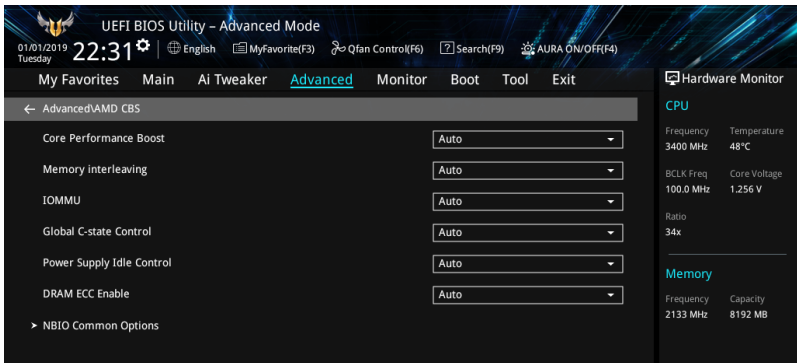 UEFI BIOS Utility – Advanced Mode
01/01/2019 Tuesday 22:31 English MyFavorite(F3) Qfan Control(F6) ? Search(F9) AURA ON/OFF(F4)
My Favorites Main Ai Tweaker Advanced Monitor Boot Tool Exit
Hardware Monitor
← Advanced\AMD CBS
Core Performance Boost Auto
Memory interleaving Auto
IOMMU Auto
Global C-state Control Auto
Power Supply Idle Control Auto
DRAM ECC Enable Auto
➤ NBIO Common Options
CPU
Frequency Temperature
3400 MHz 48°C
BCLK Freq Core Voltage
100.0 MHz 1.256 V
Ratio
34x
Memory
Frequency Capacity
2133 MHz 8192 MB